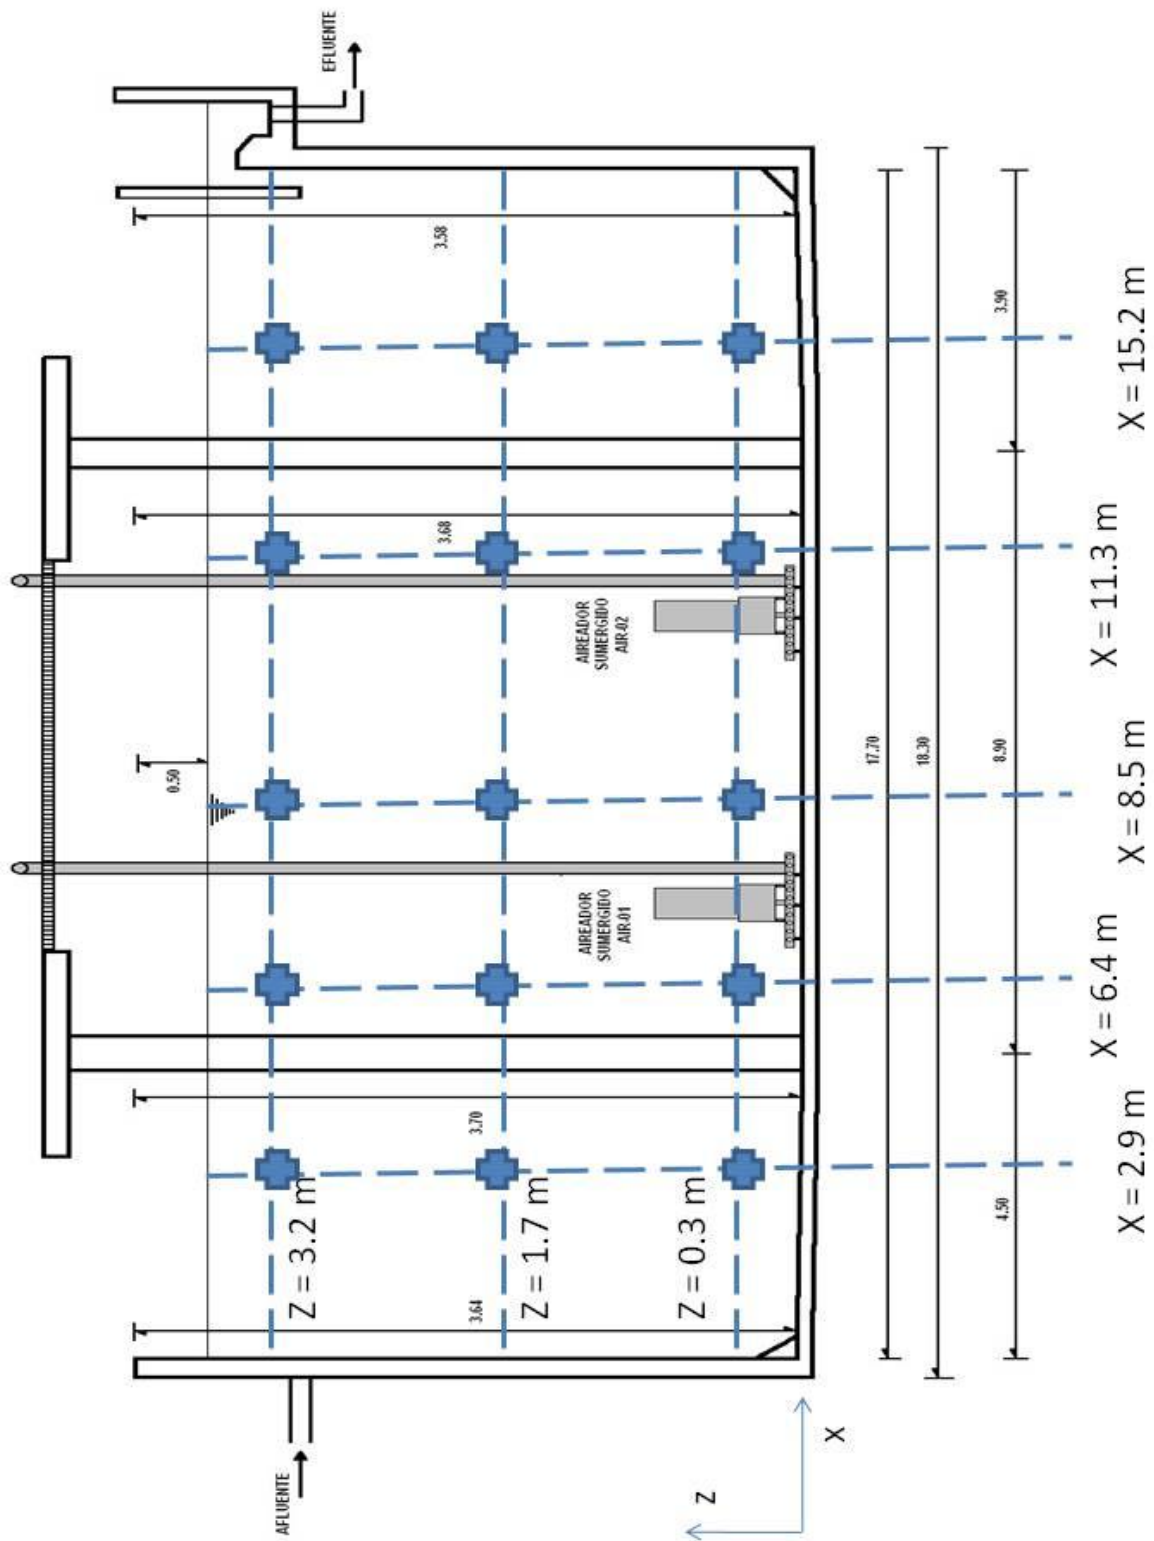 AFLUENTE
EFLUENTE
0.50
3.64
3.70
3.68
3.58
Z = 3.2 m
Z = 1.7 m
Z = 0.3 m
AIREADOR
SUMERGIDO
AIR-01
AIREADOR
SUMERGIDO
AIR-02
Z
X
17.70
18.30
4.50
8.90
3.90
X = 2.9 m
X = 6.4 m
X = 8.5 m
X = 11.3 m
X = 15.2 m